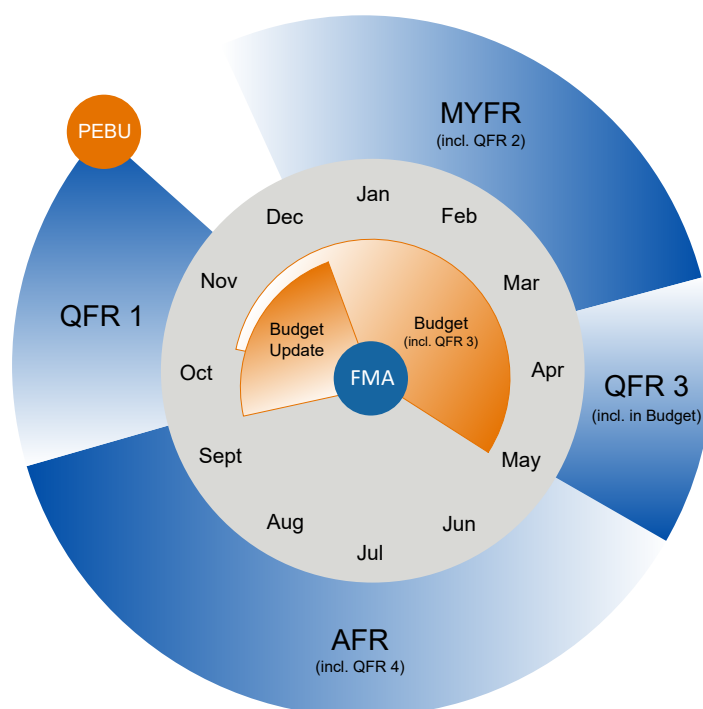 MYFR
(incl. QFR 2)
PEBU
Jan
Feb
Mar
Apr
May
Jun
Jul
Aug
Sept
Oct
Nov
Dec
QFR 1
Budget
Update
Budget
(incl. QFR 3)
FMA
QFR 3
(incl. in Budget)
AFR
(incl. QFR 4)